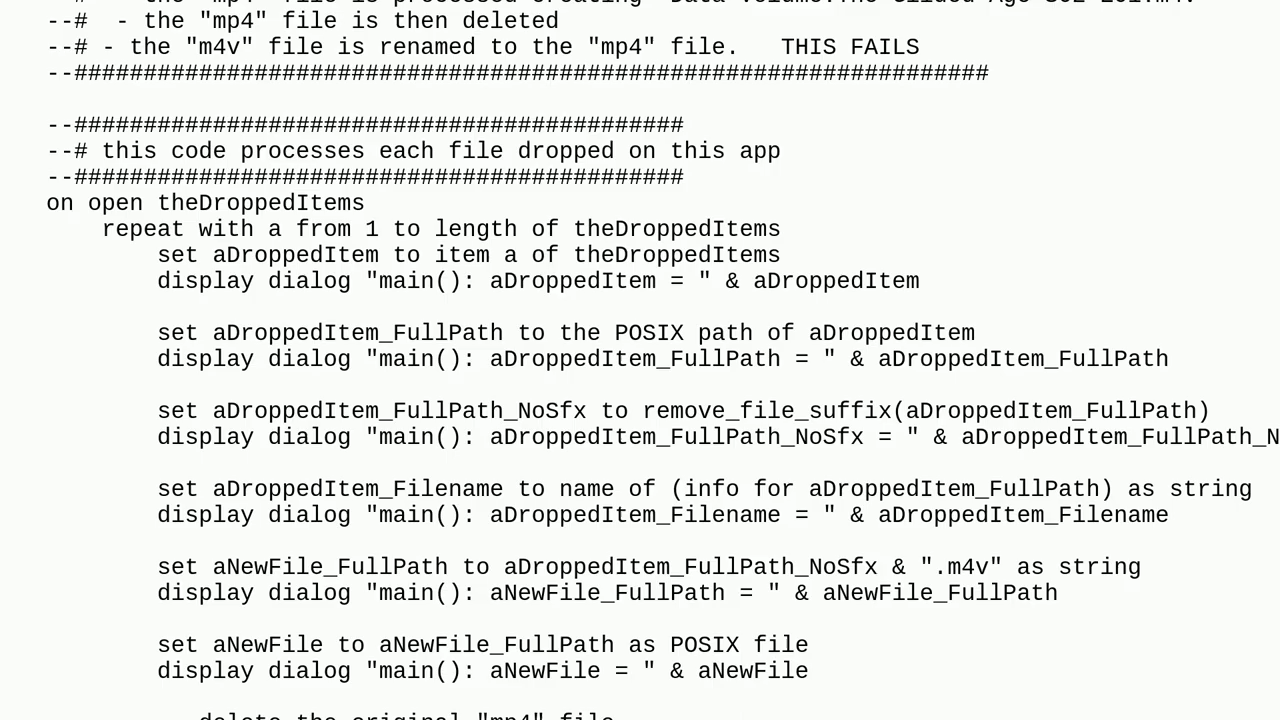 --# - the "mp4" file is then deleted
--# - the "m4v" file is renamed to the "mp4" file.   THIS FAILS
--##################################################################

--############################################
--# this code processes each file dropped on this app
--############################################
on open theDroppedItems
    repeat with a from 1 to length of theDroppedItems
        set aDroppedItem to item a of theDroppedItems
        display dialog "main(): aDroppedItem = " & aDroppedItem

        set aDroppedItem_FullPath to the POSIX path of aDroppedItem
        display dialog "main(): aDroppedItem_FullPath = " & aDroppedItem_FullPath

        set aDroppedItem_FullPath_NoSfx to remove_file_suffix(aDroppedItem_FullPath)
        display dialog "main(): aDroppedItem_FullPath_NoSfx = " & aDroppedItem_FullPath_N

        set aDroppedItem_Filename to name of (info for aDroppedItem_FullPath) as string
        display dialog "main(): aDroppedItem_Filename = " & aDroppedItem_Filename

        set aNewFile_FullPath to aDroppedItem_FullPath_NoSfx & ".m4v" as string
        display dialog "main(): aNewFile_FullPath = " & aNewFile_FullPath

        set aNewFile to aNewFile_FullPath as POSIX file
        display dialog "main(): aNewFile = " & aNewFile

delete the original "mp4" file